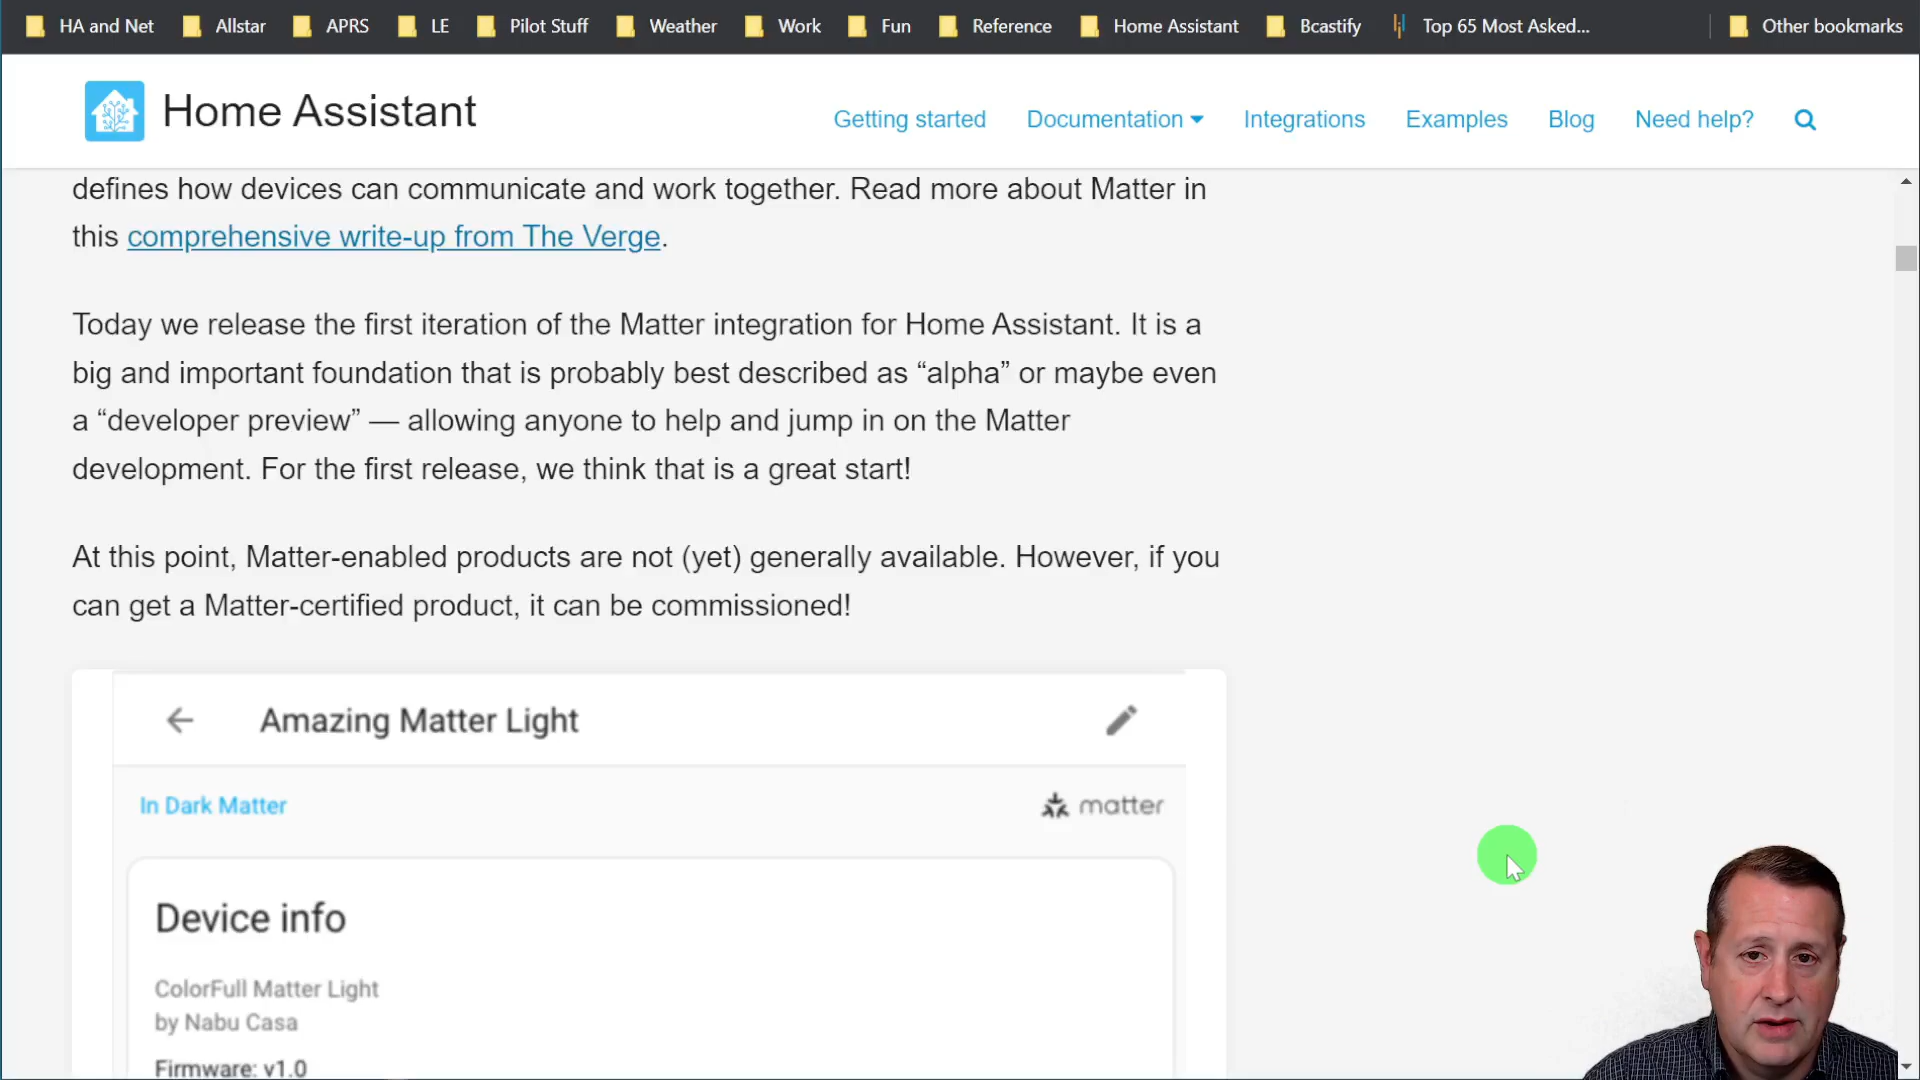 HA and Net Allstar APRS LE Pilot Stuff Weather Work Fun Reference Home Assistant Bcastify Top 65 Most Asked... Other bookmarks
Home Assistant
Getting started Documentation Integrations Examples Blog Need help?
defines how devices can communicate and work together. Read more about Matter in
this comprehensive write-up from The Verge.
Today we release the first iteration of the Matter integration for Home Assistant. It is a
big and important foundation that is probably best described as “alpha” or maybe even
a “developer preview” — allowing anyone to help and jump in on the Matter
development. For the first release, we think that is a great start!
At this point, Matter-enabled products are not (yet) generally available. However, if you
can get a Matter-certified product, it can be commissioned!
Amazing Matter Light
In Dark Matter matter
Device info
ColorFull Matter Light
by Nabu Casa
Firmware: v1.0